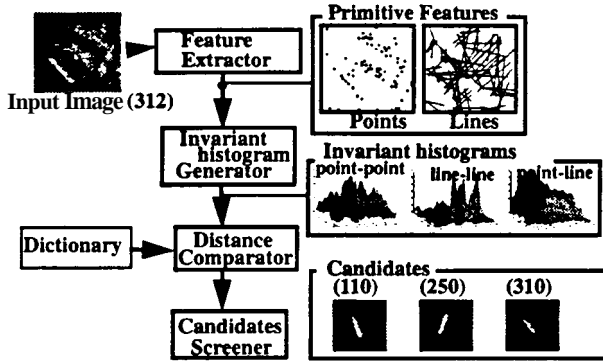 Primitive Features
Feature
Extractor
Input Image (312)
Points
Lines
Invariant
histogram
Generator
Invariant histograms
point-point
line-line
point-line
Dictionary
Distance
Comparator
Candidates
(110)
(250)
(310)
Candidates
Screener